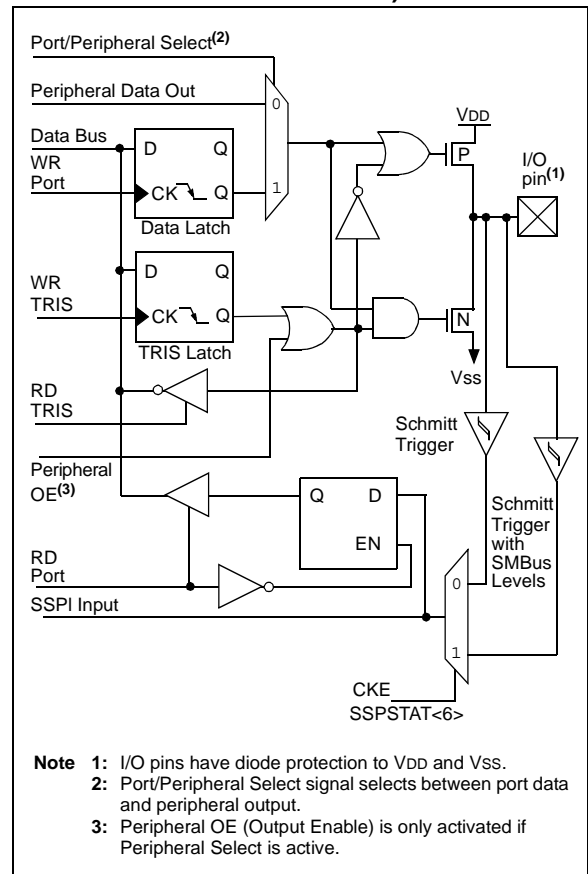 Port/Peripheral Select(2)
Peripheral Data Out
0
Data Bus
WR
Port
D Q
CK Q
1
Data Latch
VDD
P
I/O
pin(1)
WR
TRIS
D Q
CK Q
TRIS Latch
N
Vss
RD
TRIS
Schmitt
Trigger
Peripheral
OE(3)
Q D
EN
Schmitt
Trigger
with
SMBus
Levels
RD
Port
0
SSPI Input
1
CKE
SSPSTAT<6>
Note 1: I/O pins have diode protection to VDD and VSS.
2: Port/Peripheral Select signal selects between port data
and peripheral output.
3: Peripheral OE (Output Enable) is only activated if
Peripheral Select is active.